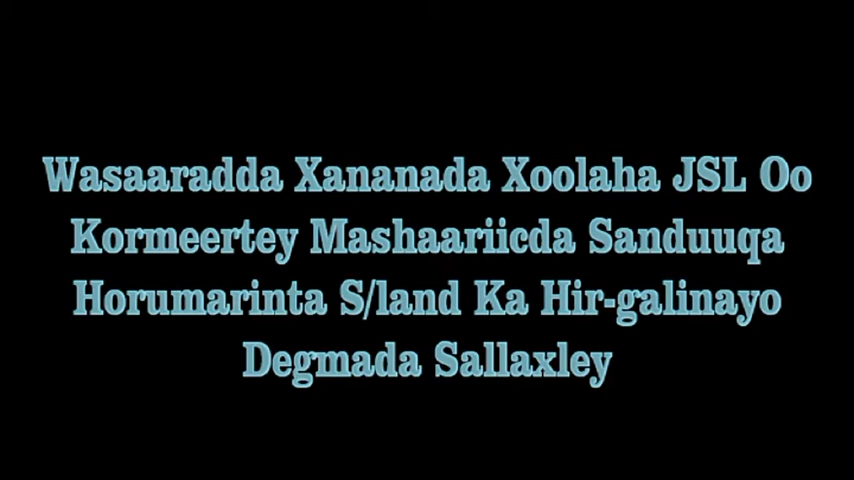 Wasaaradda Xananada Xoolaha JSL Oo
Kormeertey Mashaariicda Sanduuqa
Horumarinta S/land Ka Hir-galinayo
Degmada Sallaxley